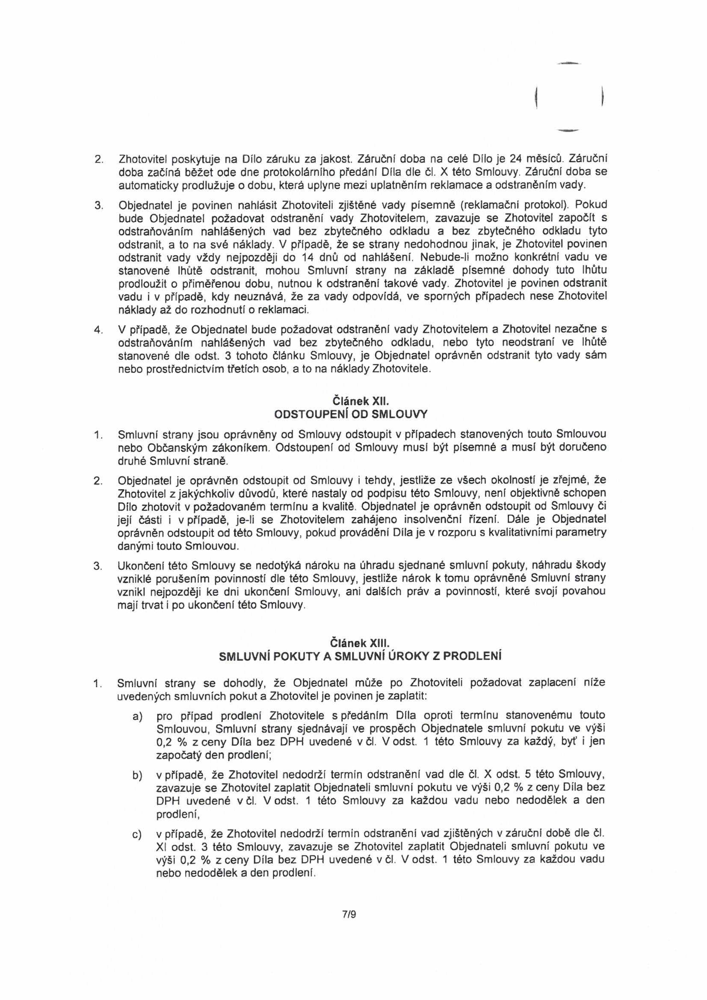 2. Zhotovitel poskytuje na Dílo záruku za jakost. Záruční doba na celé Dílo je 24 měsíců. Záruční
doba začíná běžet ode dne protokolárního předání Díla dle čl. X této Smlouvy. Záruční doba se
automaticky prodlužuje o dobu, která uplyne mezi uplatněním reklamace a odstraněním vady.
3. Objednatel je povinen nahlásit Zhotoviteli zjištěné vady písemně (reklamační protokol). Pokud
bude Objednatel požadovat odstranění vady Zhotovitelem, zavazuje se Zhotovitel započít s
odstraňováním nahlášených vad bez zbytečného odkladu a bez zbytečného odkladu tyto
odstranit, a to na své náklady. V případě, že se strany nedohodnou jinak, je Zhotovitel povinen
odstranit vady vždy nejpozději do 14 dnů od nahlášení. Nebude-li možno konkrétní vadu ve
stanovené lhůtě odstranit, mohou Smluvní strany na základě písemné dohody tuto lhůtu
prodloužit o přiměřenou dobu, nutnou k odstranění takové vady. Zhotovitel je povinen odstranit
vadu i v případě, kdy neuznává, že za vady odpovídá, ve sporných případech nese Zhotovitel
náklady až do rozhodnutí o reklamaci.
4. V případě, že Objednatel bude požadovat odstranění vady Zhotovitelem a Zhotovitel nezačne s
odstraňováním nahlášených vad bez zbytečného odkladu, nebo tyto neodstraní ve lhůtě
stanovené dle odst. 3 tohoto článku Smlouvy, je Objednatel oprávněn odstranit tyto vady sám
nebo prostřednictvím třetích osob, a to na náklady Zhotovitele.
Článek XII.
ODSTOUPENÍ OD SMLOUVY
1. Smluvní strany jsou oprávněny od Smlouvy odstoupit v případech stanovených touto Smlouvou
nebo Občanským zákoníkem. Odstoupení od Smlouvy musí být písemné a musí být doručeno
druhé Smluvní straně.
2. Objednatel je oprávněn odstoupit od Smlouvy i tehdy, jestliže ze všech okolností je zřejmé, že
Zhotovitel z jakýchkoliv důvodů, které nastaly od podpisu této Smlouvy, není objektivně schopen
Dílo zhotovit v požadovaném termínu a kvalitě. Objednatel je oprávněn odstoupit od Smlouvy či
její části i v případě, je-li se Zhotovitelem zahájeno insolvenční řízení. Dále je Objednatel
oprávněn odstoupit od této Smlouvy, pokud provádění Díla je v rozporu s kvalitativními parametry
danými touto Smlouvou.
3. Ukončení této Smlouvy se nedotýká nároku na úhradu sjednané smluvní pokuty, náhradu škody
vzniklé porušením povinností dle této Smlouvy, jestliže nárok k tomu oprávněné Smluvní strany
vznikl nejpozději ke dni ukončení Smlouvy, ani dalších práv a povinností, které svojí povahou
mají trvat i po ukončení této Smlouvy.
Článek XIII.
SMLUVNÍ POKUTY A SMLUVNÍ ÚROKY Z PRODLENÍ
1. Smluvní strany se dohodly, že Objednatel může po Zhotoviteli požadovat zaplacení níže
uvedených smluvních pokut a Zhotovitel je povinen je zaplatit:
a) pro případ prodlení Zhotovitele s předáním Díla oproti termínu stanovenému touto
Smlouvou, Smluvní strany sjednávají ve prospěch Objednatele smluvní pokutu ve výši
0,2 % z ceny Díla bez DPH uvedené v čl. V odst. 1 této Smlouvy za každý, byť i jen
započatý den prodlení;
b) v případě, že Zhotovitel nedodrží termín odstranění vad dle čl. X odst. 5 této Smlouvy,
zavazuje se Zhotovitel zaplatit Objednateli smluvní pokutu ve výši 0,2 % z ceny Díla bez
DPH uvedené v čl. V odst. 1 této Smlouvy za každou vadu nebo nedodělek a den
prodlení,
c) v případě, že Zhotovitel nedodrží termín odstranění vad zjištěných v záruční době dle čl.
XI odst. 3 této Smlouvy, zavazuje se Zhotovitel zaplatit Objednateli smluvní pokutu ve
výši 0,2 % z ceny Díla bez DPH uvedené v čl. V odst. 1 této Smlouvy za každou vadu
nebo nedodělek a den prodlení.
7/9